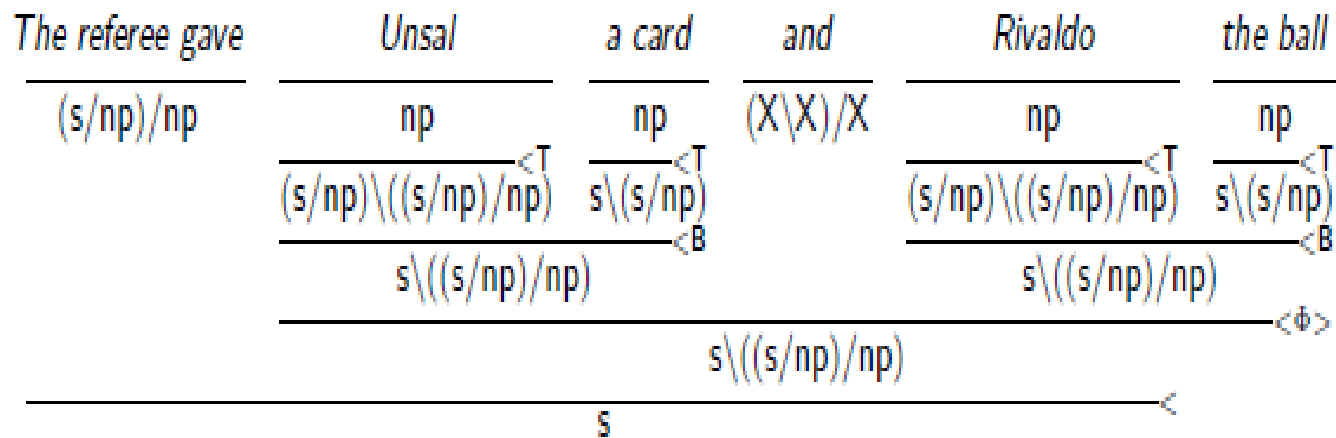 The referee gave Unsal a card and Rivaldo the ball
(s/np)/np np np (X\X)/X np np
<T <T <T <T
(s/np)\((s/np)/np) s\(s/np) (s/np)\((s/np)/np) s\(s/np)
<B <B
s\((s/np)/np) s\((s/np)/np)
<Φ>
s\((s/np)/np)
<
s